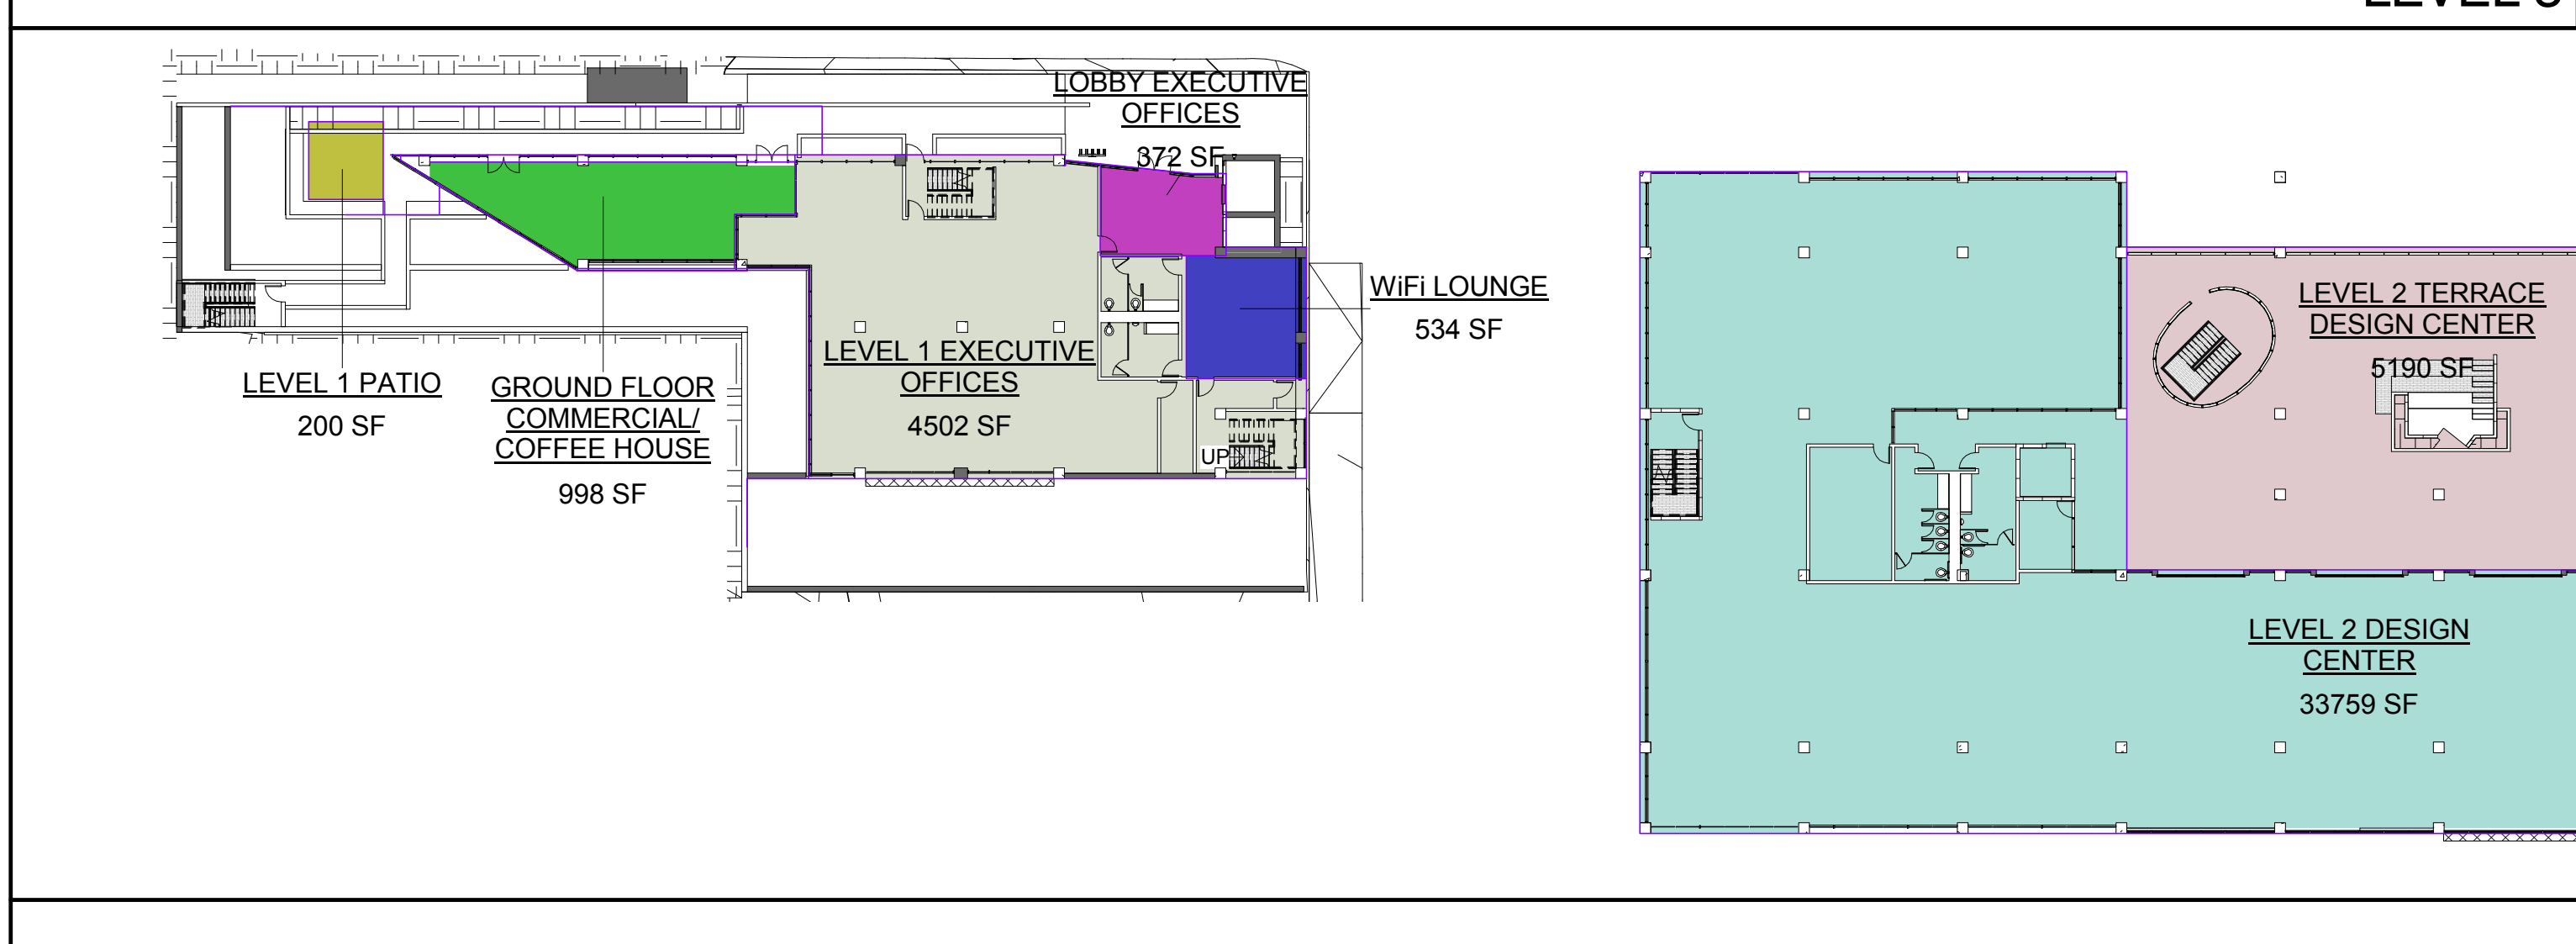 LEVEL 3
LOBBY EXECUTIVE
OFFICES
372 SF
WiFi LOUNGE
534 SF
LEVEL 1 EXECUTIVE
OFFICES
4502 SF
UP
LEVEL 1 PATIO
200 SF
GROUND FLOOR
COMMERCIAL/
COFFEE HOUSE
998 SF
LEVEL 2 TERRACE
DESIGN CENTER
5190 SF
LEVEL 2 DESIGN
CENTER
33759 SF